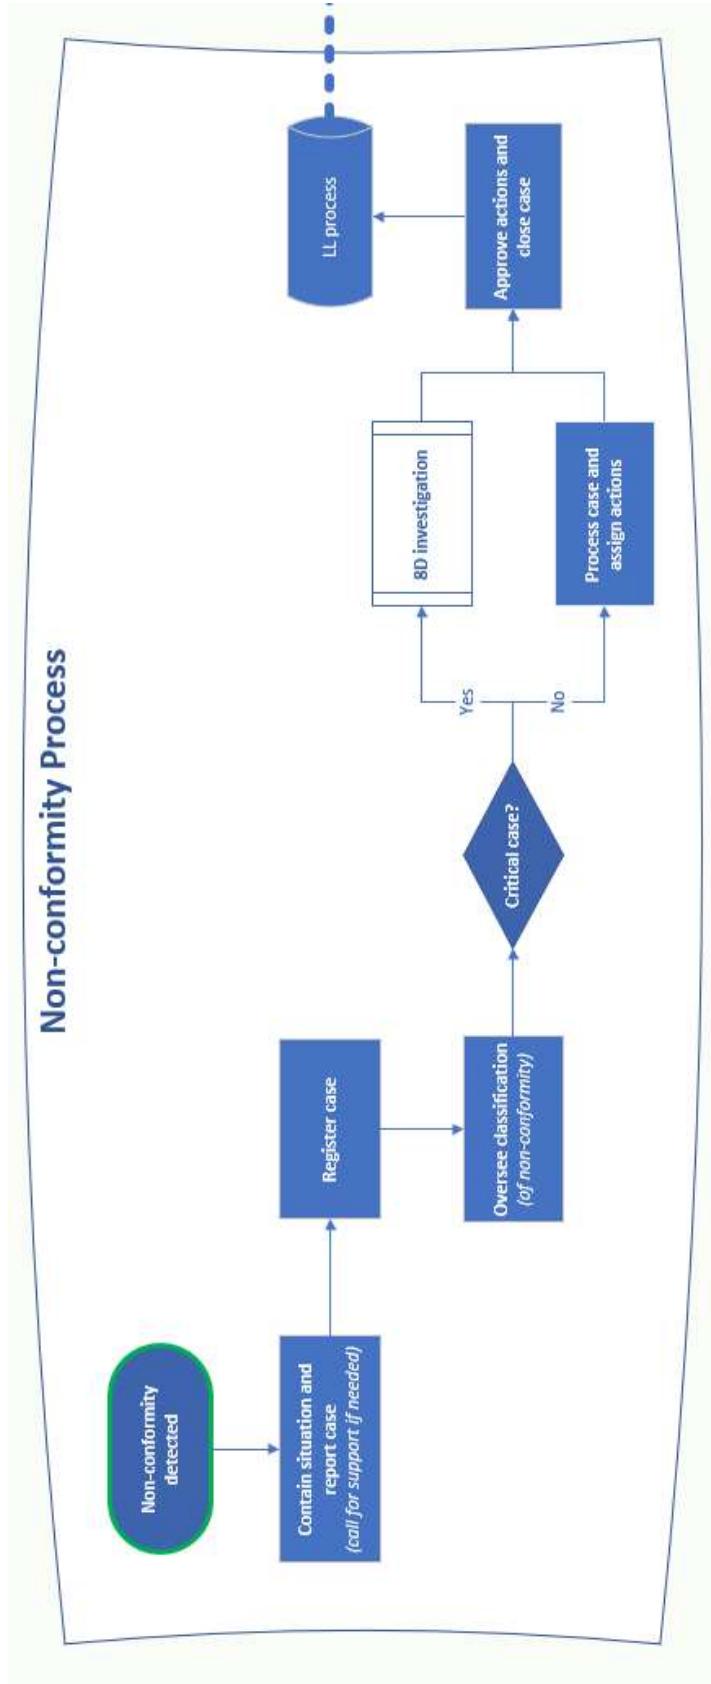 Non-conformity Process
Non-conformity
detected
Contain situation and
report case
(call for support if needed)
Register case
Oversee classification
(of non-conformity)
Critical case?
Yes
No
8D investigation
Process case and
assign actions
Approve actions and
close case
LL process